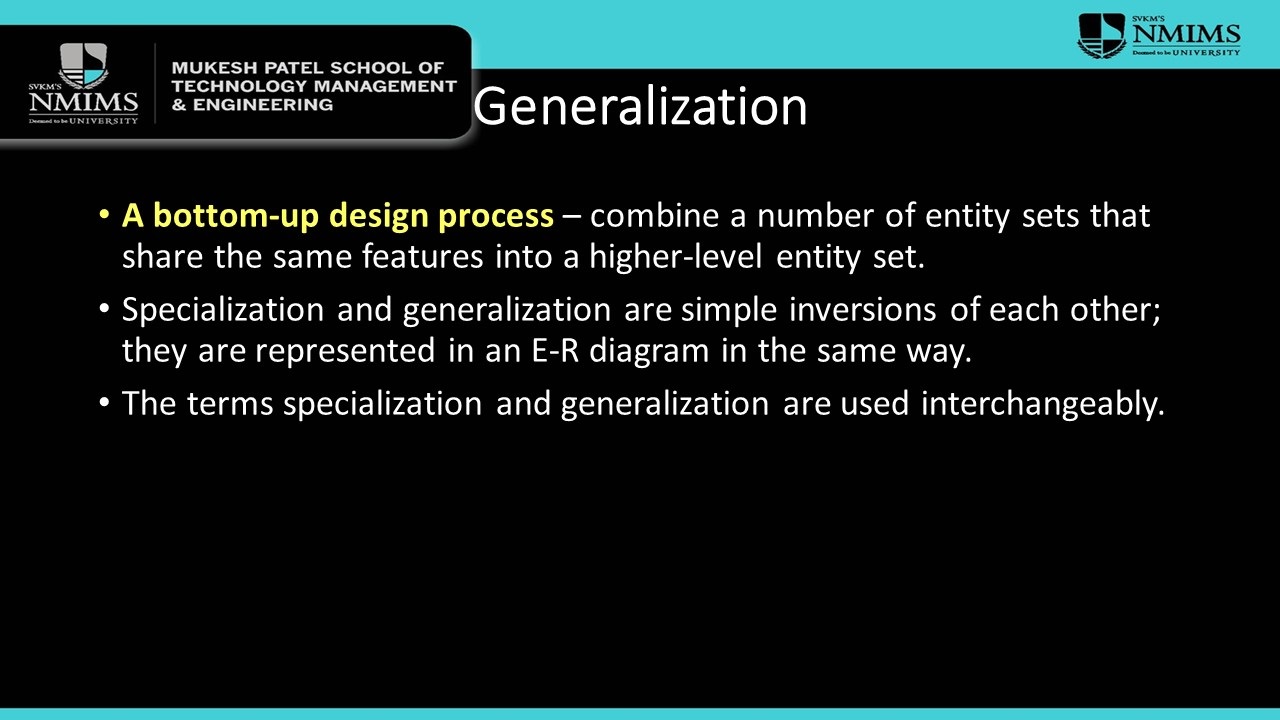 SVKM'S
NMIMS
Deemed to be UNIVERSITY
MUKESH PATEL SCHOOL OF
TECHNOLOGY MANAGEMENT
& ENGINEERING
SVKM'S
NMIMS
Deemed to be UNIVERSITY
Generalization
• A bottom-up design process – combine a number of entity sets that
share the same features into a higher-level entity set.
• Specialization and generalization are simple inversions of each other;
they are represented in an E-R diagram in the same way.
• The terms specialization and generalization are used interchangeably.